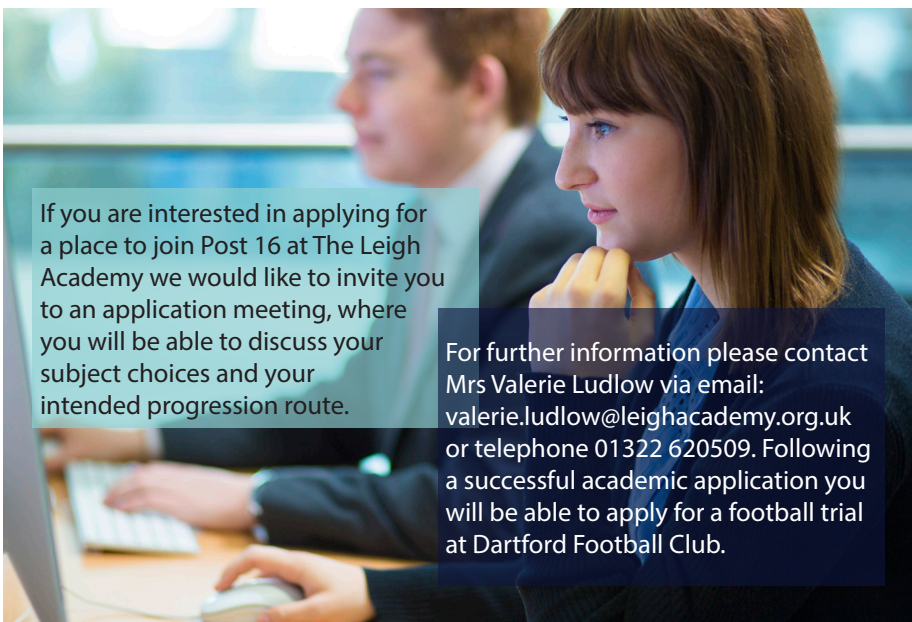 If you are interested in applying for
a place to join Post 16 at The Leigh
Academy we would like to invite you
to an application meeting, where
you will be able to discuss your
subject choices and your
intended progression route.
For further information please contact
Mrs Valerie Ludlow via email:
valerie.ludlow@leighacademy.org.uk
or telephone 01322 620509. Following
a successful academic application you
will be able to apply for a football trial
at Dartford Football Club.